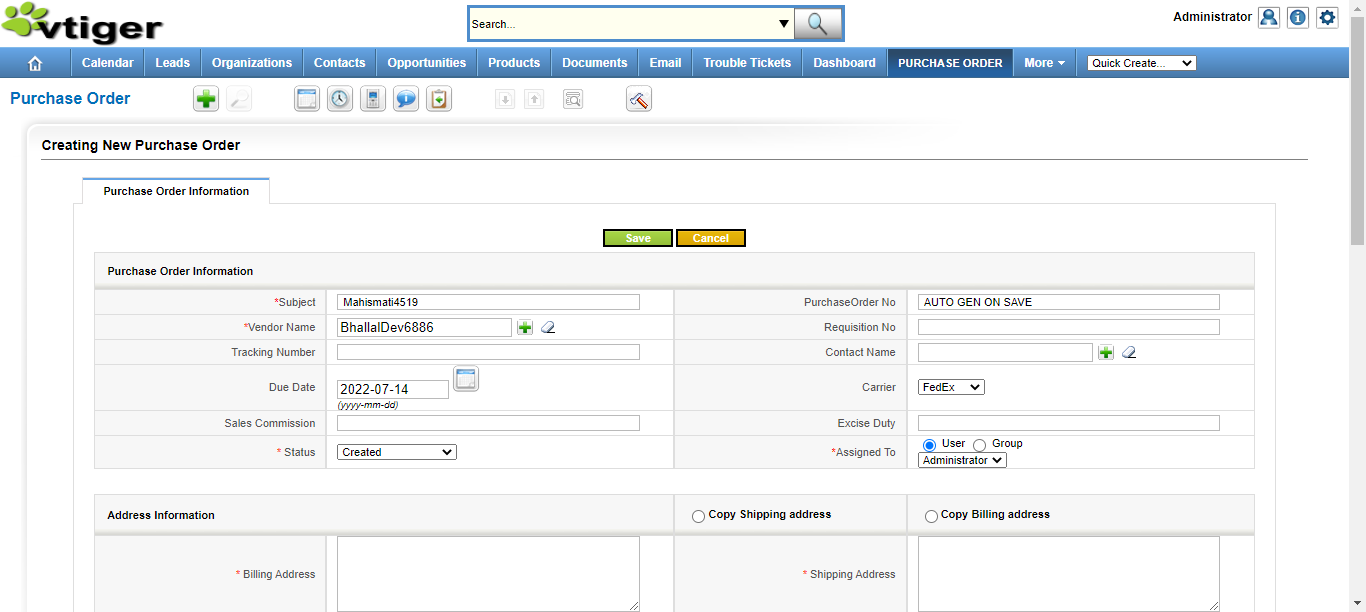 vtiger
Search...
Administrator
Calendar Leads Organizations Contacts Opportunities Products Documents Email Trouble Tickets Dashboard PURCHASE ORDER More Quick Create...
Purchase Order
Creating New Purchase Order
Purchase Order Information
Save Cancel
Purchase Order Information
*Subject Mahismati4519 PurchaseOrder No AUTO GEN ON SAVE
*Vendor Name BhallalDev6886 Requisition No
Tracking Number Contact Name
Due Date 2022-07-14 Carrier FedEx
(yyyy-mm-dd)
Sales Commission Excise Duty
* Status Created *Assigned To User Group
Administrator
Address Information Copy Shipping address Copy Billing address
* Billing Address * Shipping Address